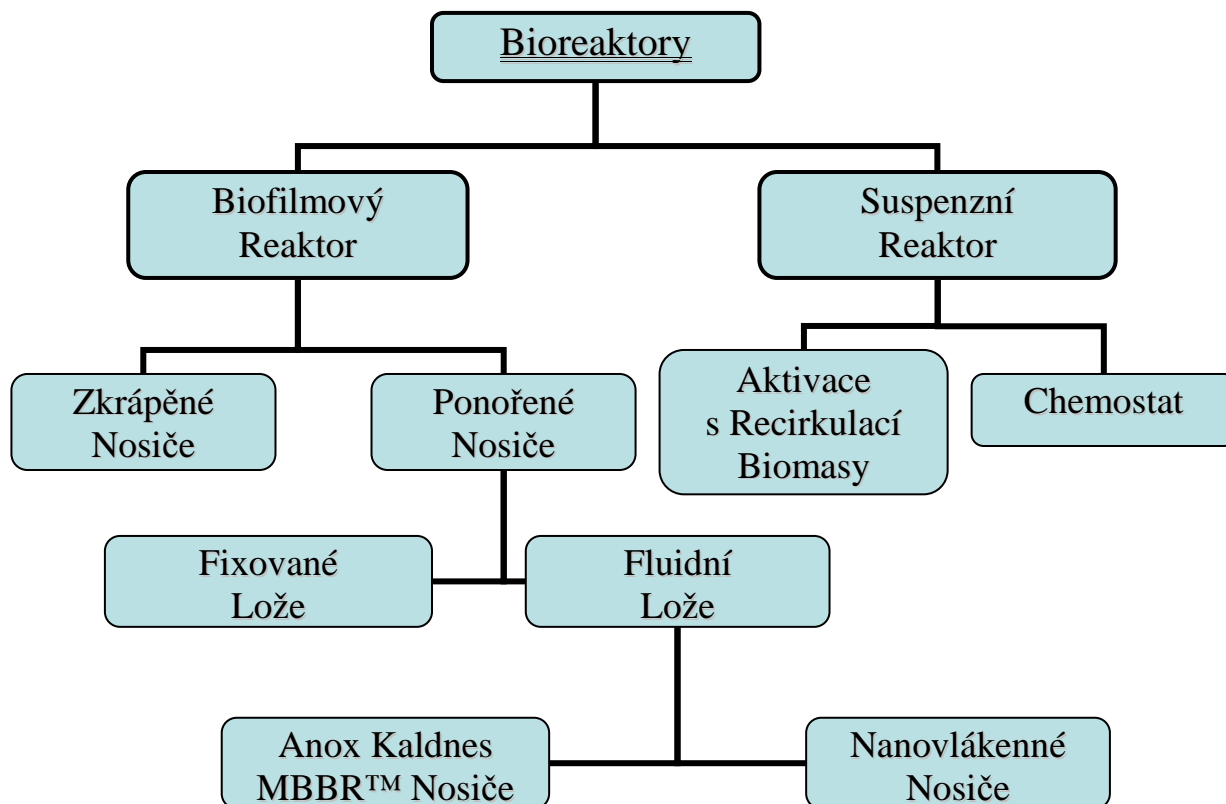 Bioreaktory
Biofilmový
Reaktor
Suspenzní
Reaktor
Zkrápěné
Nosiče
Ponořené
Nosiče
Aktivace
s Recirkulací
Biomasy
Chemostat
Fixované
Lože
Fluidní
Lože
Anox Kaldnes
MBBR™ Nosiče
Nanovlákenné
Nosiče